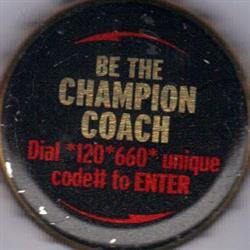 BE THE
CHAMPION
COACH
Dial *120*660* unique
code# to ENTER